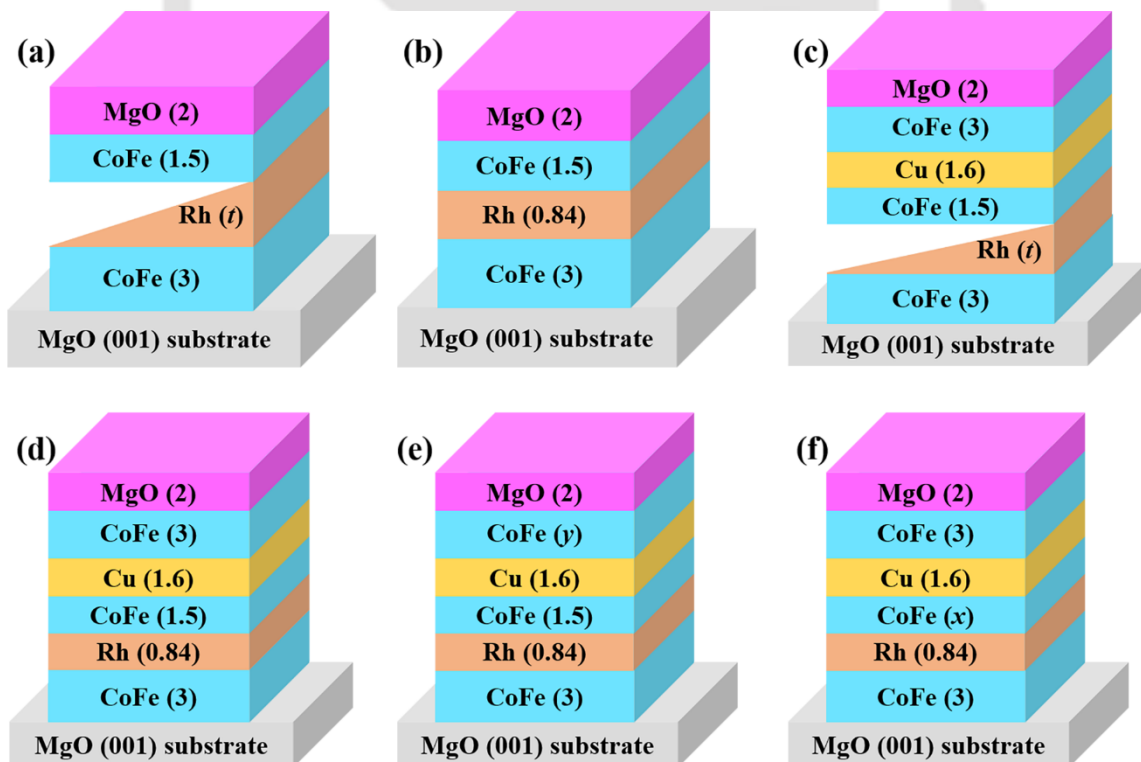 (a)
MgO (2)
CoFe (1.5)
Rh (t)
CoFe (3)
MgO (001) substrate
(b)
MgO (2)
CoFe (1.5)
Rh (0.84)
CoFe (3)
MgO (001) substrate
(c)
MgO (2)
CoFe (3)
Cu (1.6)
CoFe (1.5)
Rh (t)
CoFe (3)
MgO (001) substrate
(d)
MgO (2)
CoFe (3)
Cu (1.6)
CoFe (1.5)
Rh (0.84)
CoFe (3)
MgO (001) substrate
(e)
MgO (2)
CoFe (y)
Cu (1.6)
CoFe (1.5)
Rh (0.84)
CoFe (3)
MgO (001) substrate
(f)
MgO (2)
CoFe (3)
Cu (1.6)
CoFe (x)
Rh (0.84)
CoFe (3)
MgO (001) substrate